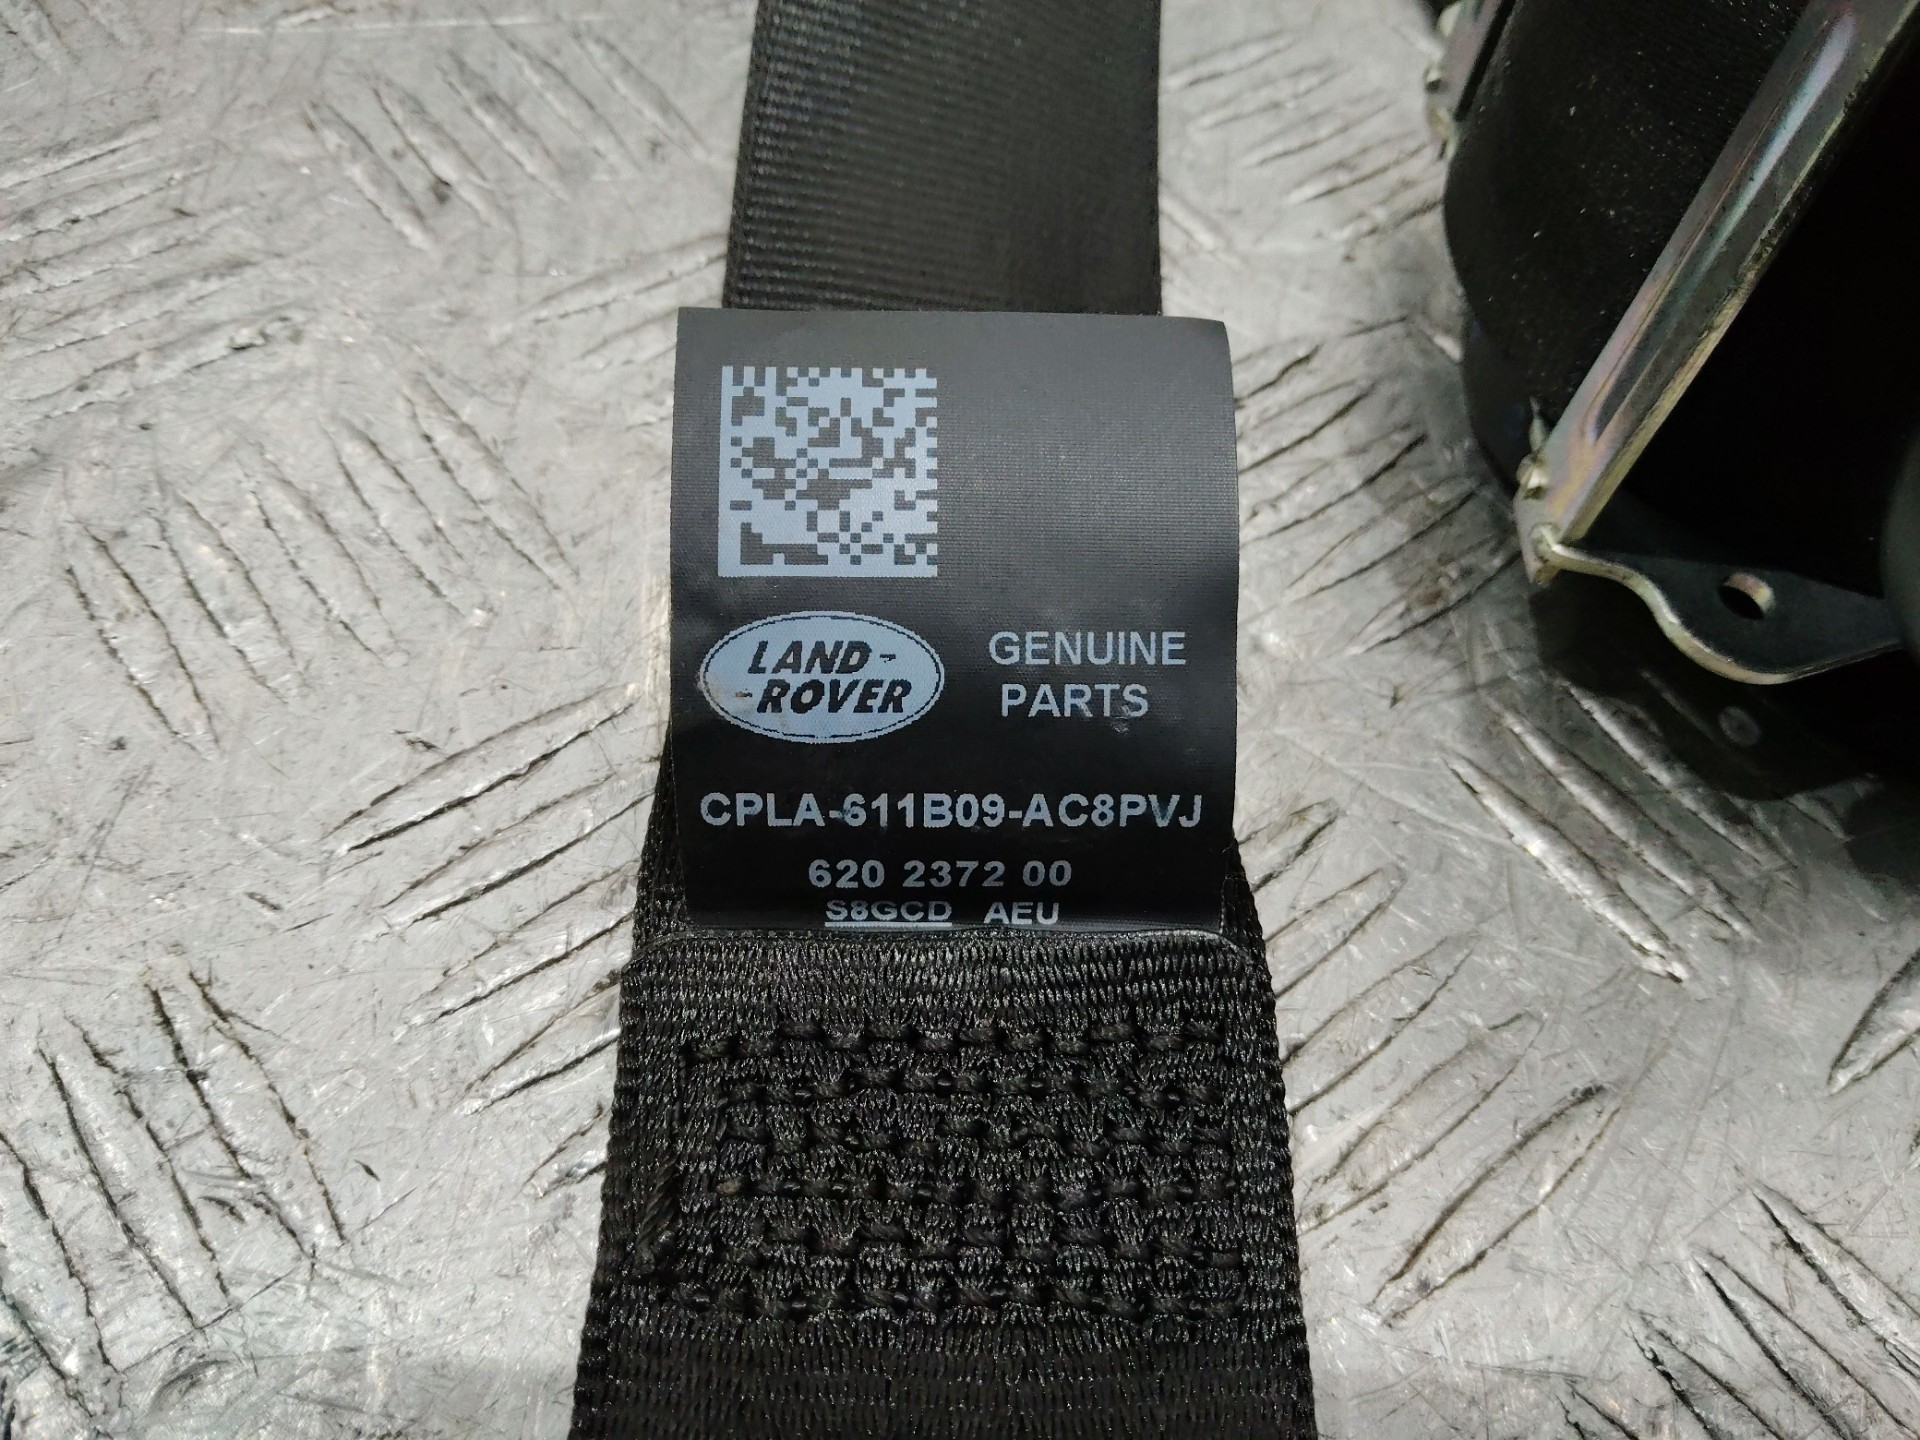 LAND-
-ROVER
GENUINE
PARTS
CPLA-611B09-AC8PVJ
620 2372 00
S8GCD AEU